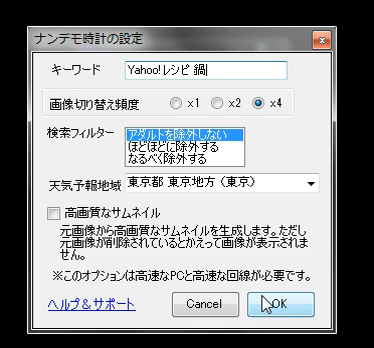 ナンデモ時計の設定
キーワード Yahoo!レシピ 鍋
画像切り替え頻度 x1 x2 x4
検索フィルター アダルトを除外しない
ほどほどに除外する
なるべく除外する
天気予報地域 東京都 東京地方 (東京)
高画質なサムネイル
元画像から高画質なサムネイルを生成します。ただし
元画像が削除されているとかえって画像が表示されま
せん。
※このオプションは高速なPCと高速な回線が必要です。
ヘルプ&サポート Cancel OK